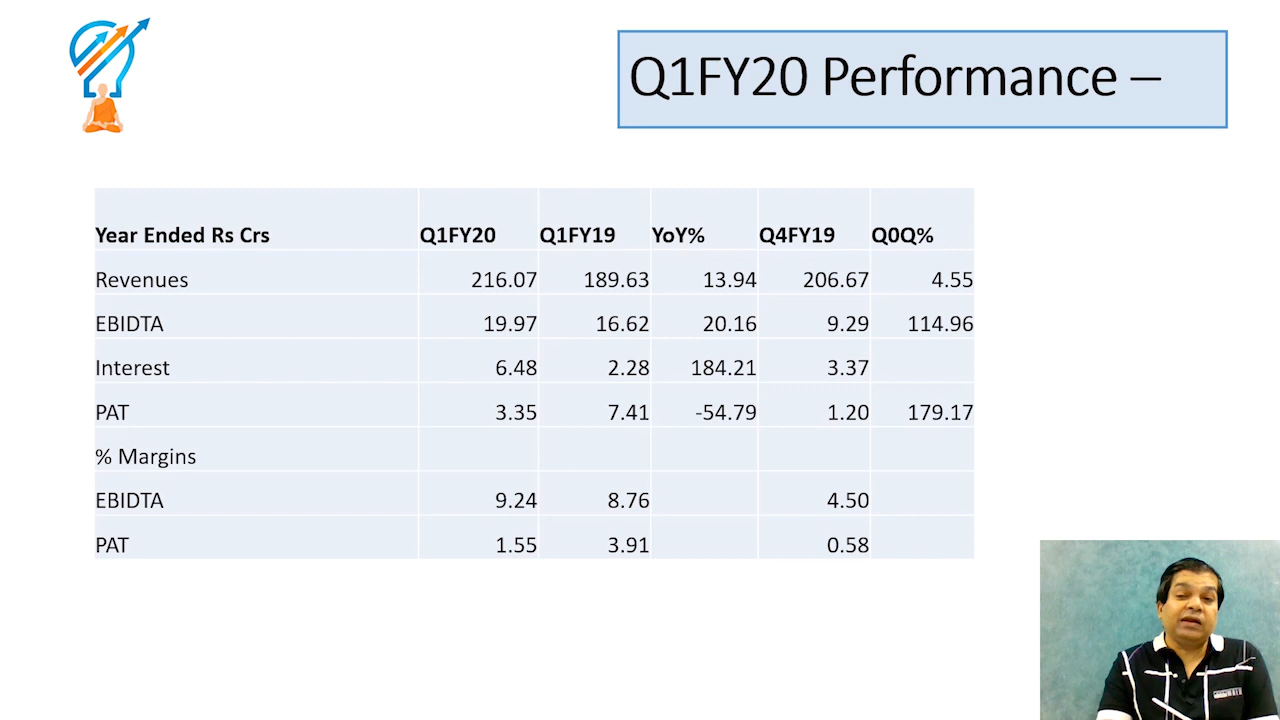 Q1FY20 Performance –
Year Ended Rs Crs Q1FY20 Q1FY19 YoY% Q4FY19 Q0Q%
Revenues 216.07 189.63 13.94 206.67 4.55
EBIDTA 19.97 16.62 20.16 9.29 114.96
Interest 6.48 2.28 184.21 3.37
PAT 3.35 7.41 -54.79 1.20 179.17
% Margins
EBIDTA 9.24 8.76 4.50
PAT 1.55 3.91 0.58